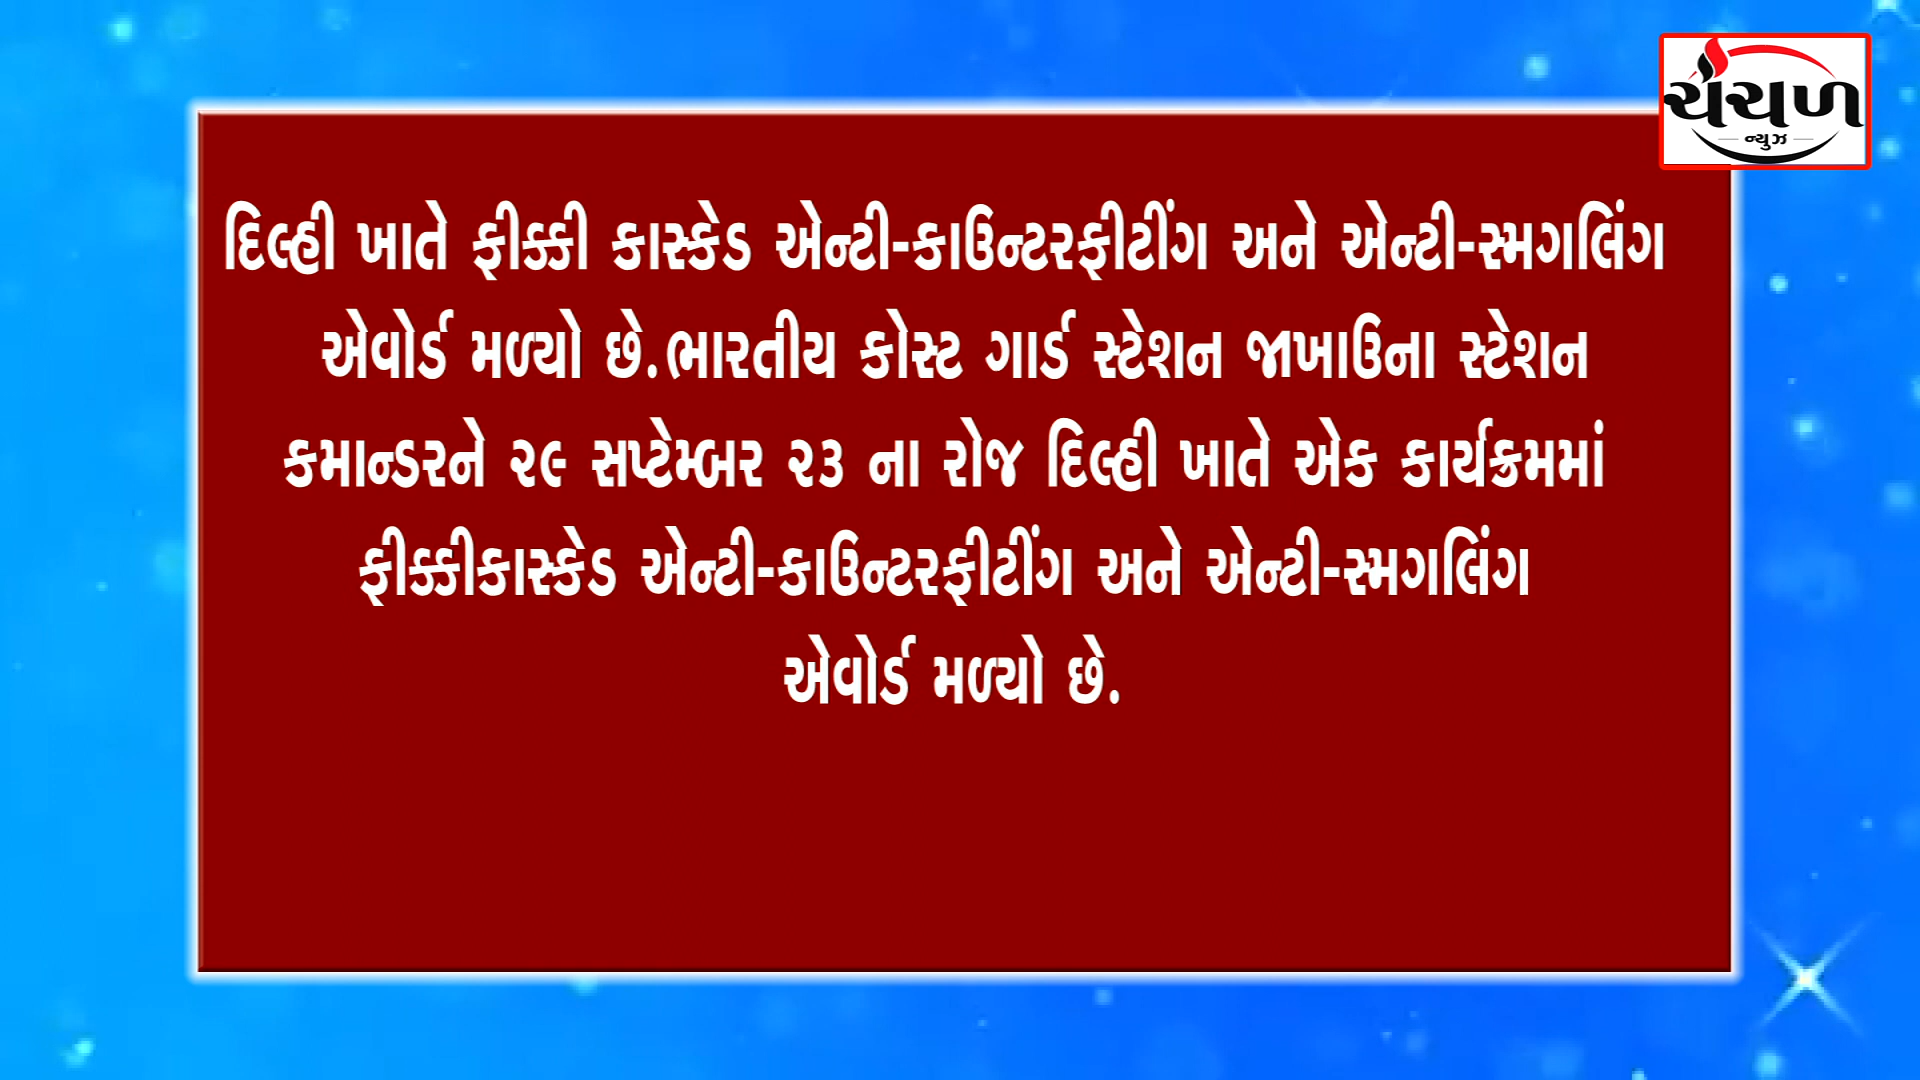 ચંચળ
ન્યુઝ
દિલ્હી ખાતે ફીક્કી કાસ્કેડ એન્ટી-કાઉન્ટરફીટીંગ અને એન્ટી-સ્મગલિંગ
એવોર્ડ મળ્યો છે.ભારતીય કોસ્ટ ગાર્ડ સ્ટેશન જાખાઉના સ્ટેશન
કમાન્ડરને ૨૯ સપ્ટેમ્બર ૨૩ ના રોજ દિલ્હી ખાતે એક કાર્યક્રમમાં
ફીક્કીકાસ્કેડ એન્ટી-કાઉન્ટરફીટીંગ અને એન્ટી-સ્મગલિંગ
એવોર્ડ મળ્યો છે.